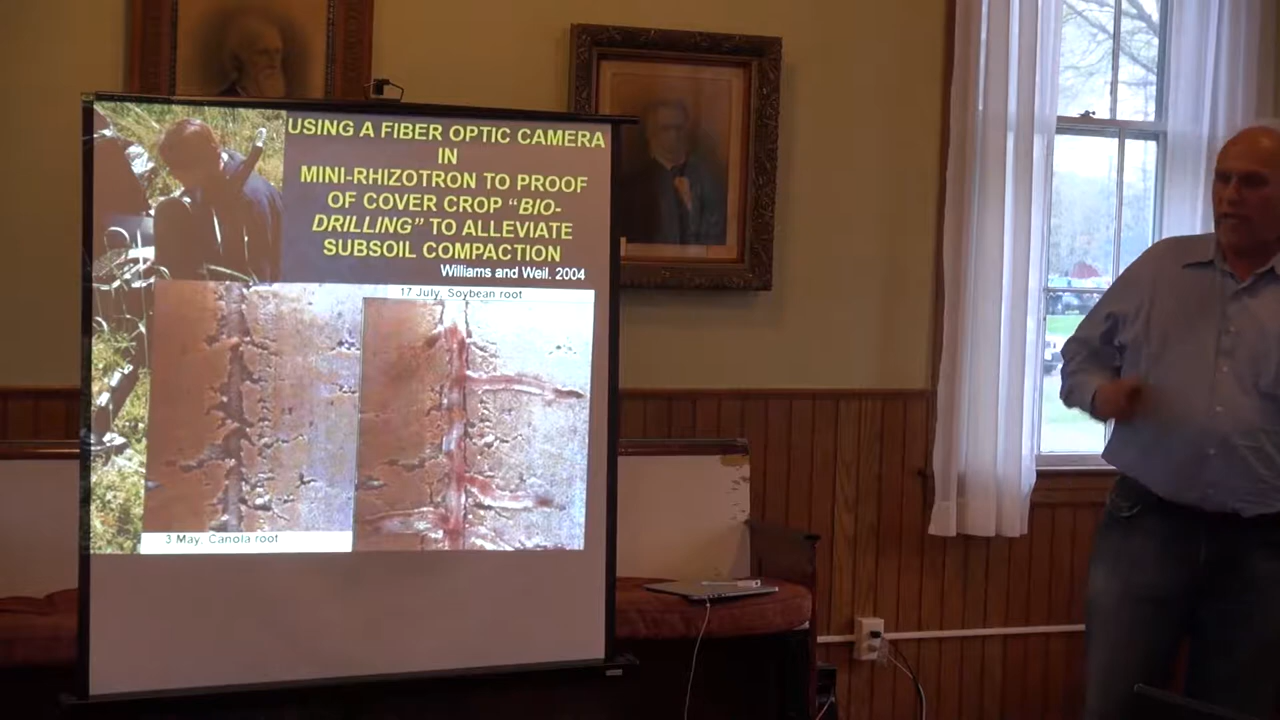 USING A FIBER OPTIC CAMERA
IN
MINI-RHIZOTRON TO PROOF
OF COVER CROP “BIO-
DRILLING” TO ALLEVIATE
SUBSOIL COMPACTION
Williams and Weil. 2004
17 July, Soybean root
3 May, Canola root